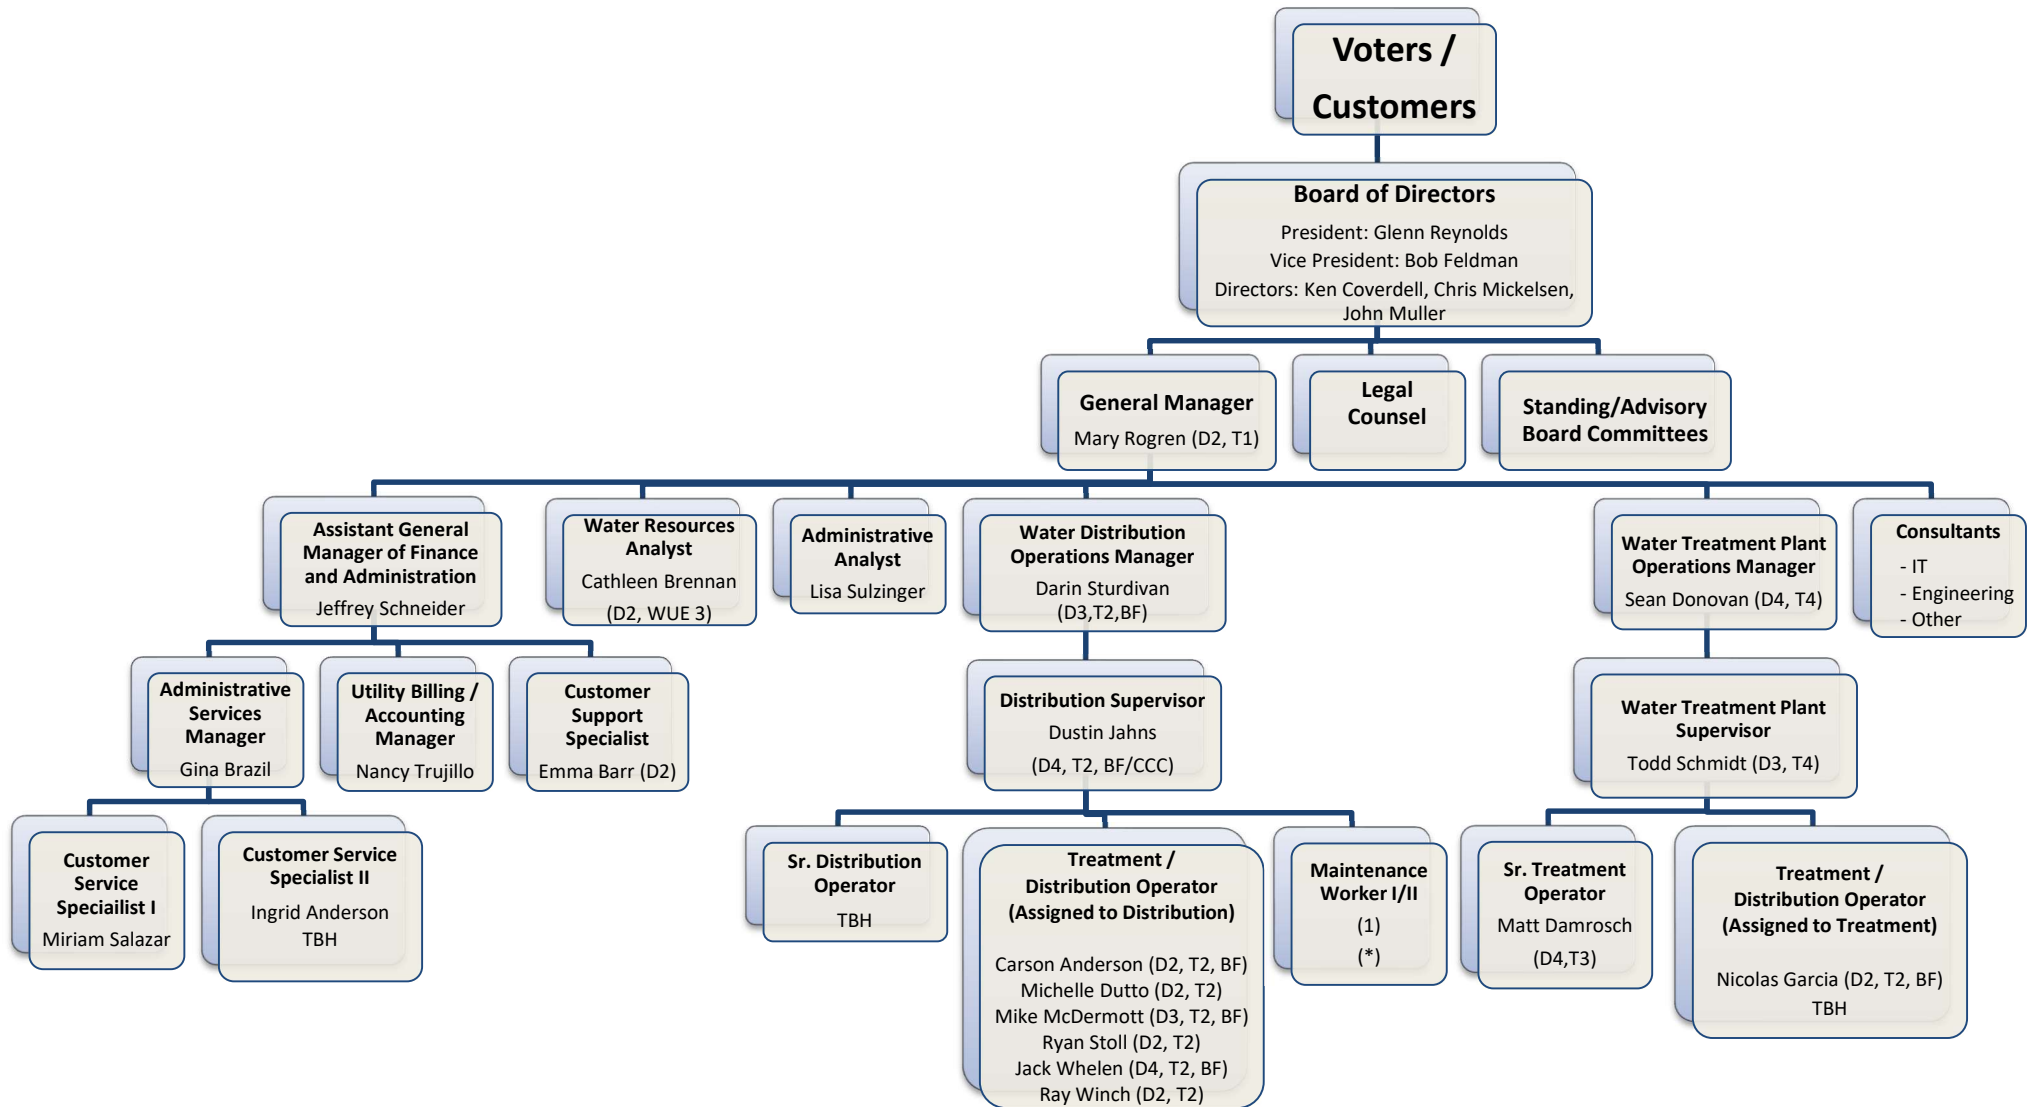 Voters /
Customers
Board of Directors
President: Glenn Reynolds
Vice President: Bob Feldman
Directors: Ken Coverdell, Chris Mickelsen,
John Muller
General Manager
Mary Rogren (D2, T1)
Legal
Counsel
Standing/Advisory
Board Committees
Assistant General
Manager of Finance
and Administration
Jeffrey Schneider
Water Resources
Analyst
Cathleen Brennan
(D2, WUE 3)
Administrative
Analyst
Lisa Sulzinger
Water Distribution
Operations Manager
Darin Sturdivan
(D3,T2,BF)
Water Treatment Plant
Operations Manager
Sean Donovan (D4, T4)
Consultants
- IT
- Engineering
- Other
Administrative
Services
Manager
Gina Brazil
Utility Billing /
Accounting
Manager
Nancy Trujillo
Customer
Support
Specialist
Emma Barr (D2)
Distribution Supervisor
Dustin Jahns
(D4, T2, BF/CCC)
Water Treatment Plant
Supervisor
Todd Schmidt (D3, T4)
Customer
Service
Speciailist I
Miriam Salazar
Customer Service
Specialist II
Ingrid Anderson
TBH
Sr. Distribution
Operator
TBH
Treatment /
Distribution Operator
(Assigned to Distribution)
Carson Anderson (D2, T2, BF)
Michelle Dutto (D2, T2)
Mike McDermott (D3, T2, BF)
Ryan Stoll (D2, T2)
Jack Whelen (D4, T2, BF)
Ray Winch (D2, T2)
Maintenance
Worker I/II
(1)
(*)
Sr. Treatment
Operator
Matt Damrosch
(D4,T3)
Treatment /
Distribution Operator
(Assigned to Treatment)
Nicolas Garcia (D2, T2, BF)
TBH